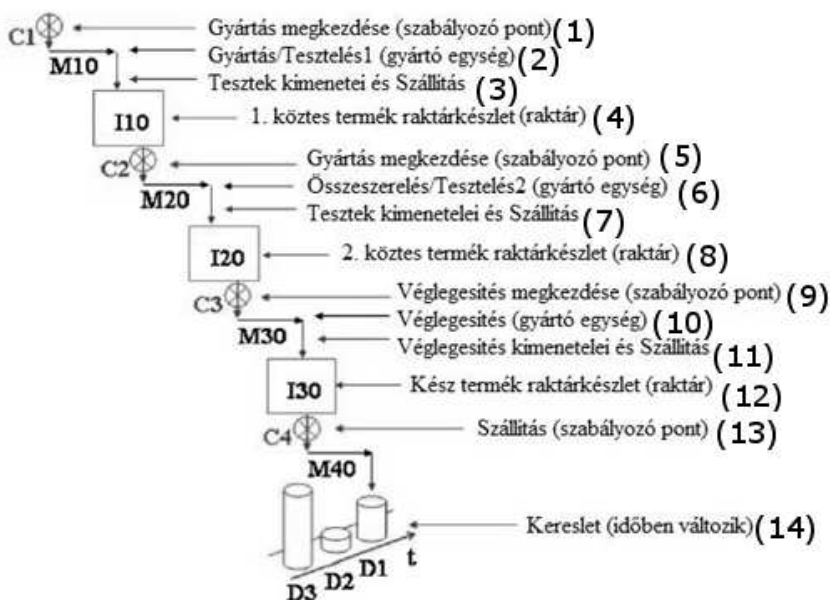 C1 Gyártás megkezdése (szabályozó pont) (1)
M10 Gyártás/Tesztelés1 (gyártó egység) (2)
Tesztek kimenetei és Szállítás (3)
I10 1. köztes termék raktárkészlet (raktár) (4)
C2 Gyártás megkezdése (szabályozó pont) (5)
M20 Összeszerelés/Tesztelés2 (gyártó egység) (6)
Tesztek kimenetelei és Szállítás (7)
I20 2. köztes termék raktárkészlet (raktár) (8)
C3 Véglegesítés megkezdése (szabályozó pont) (9)
M30 Véglegesítés (gyártó egység) (10)
Véglegesítés kimenetelei és Szállítás (11)
I30 Kész termék raktárkészlet (raktár) (12)
C4 Szállítás (szabályozó pont) (13)
M40
Kereslet (időben változik) (14)
D3 D2 D1 t